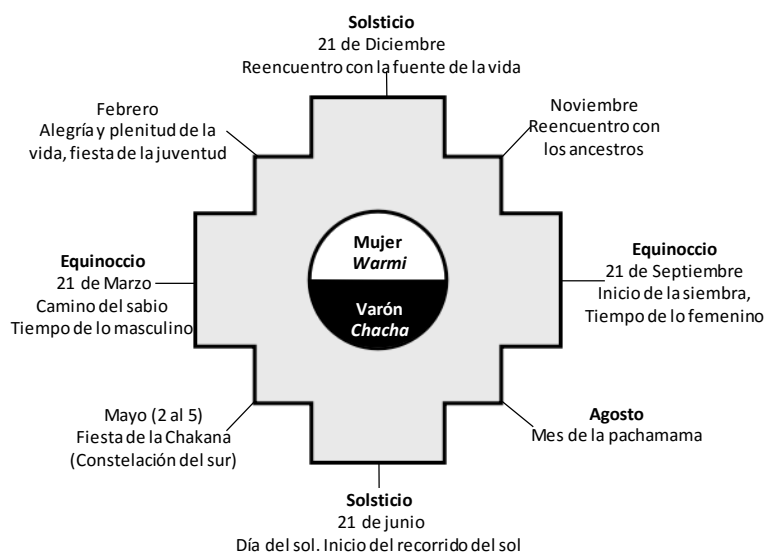 Solsticio
21 de Diciembre
Reencuentro con la fuente de la vida
Febrero
Alegría y plenitud de la
vida, fiesta de la juventud
Noviembre
Reencuentro con
los ancestros
Mujer
Warmi
Varón
Chacha
Equinoccio
21 de Marzo
Camino del sabio
Tiempo de lo masculino
Equinoccio
21 de Septiembre
Inicio de la siembra,
Tiempo de lo femenino
Mayo (2 al 5)
Fiesta de la Chakana
(Constelación del sur)
Agosto
Mes de la pachamama
Solsticio
21 de junio
Día del sol. Inicio del recorrido del sol